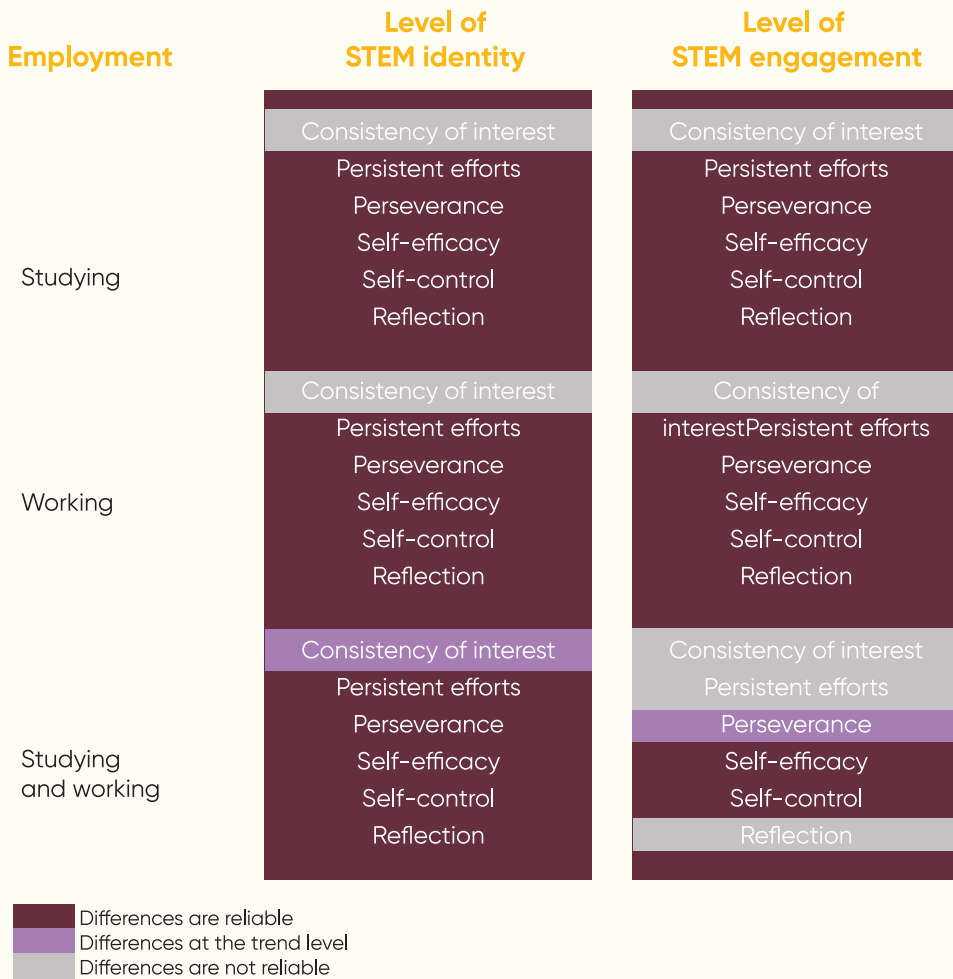 Employment
Level of
STEM identity
Level of
STEM engagement
Studying
Consistency of interest
Persistent efforts
Perseverance
Self-efficacy
Self-control
Reflection
Consistency of interest
Persistent efforts
Perseverance
Self-efficacy
Self-control
Reflection
Working
Consistency of interest
Persistent efforts
Perseverance
Self-efficacy
Self-control
Reflection
Consistency of
interestPersistent efforts
Perseverance
Self-efficacy
Self-control
Reflection
Studying
and working
Consistency of interest
Persistent efforts
Perseverance
Self-efficacy
Self-control
Reflection
Consistency of interest
Persistent efforts
Perseverance
Self-efficacy
Self-control
Reflection
Differences are reliable
Differences at the trend level
Differences are not reliable